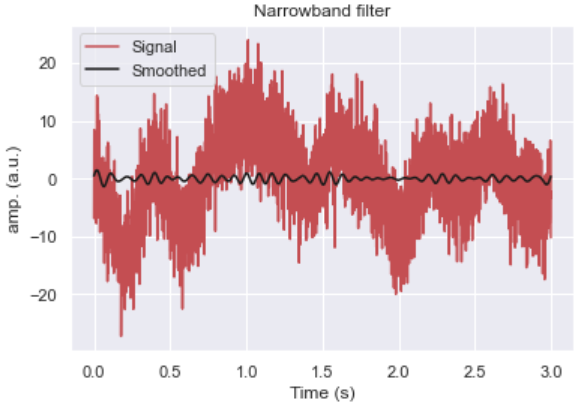 Narrowband filter
Signal
Smoothed
20
10
0
−10
−20
amp. (a.u.)
0.0 0.5 1.0 1.5 2.0 2.5 3.0
Time (s)